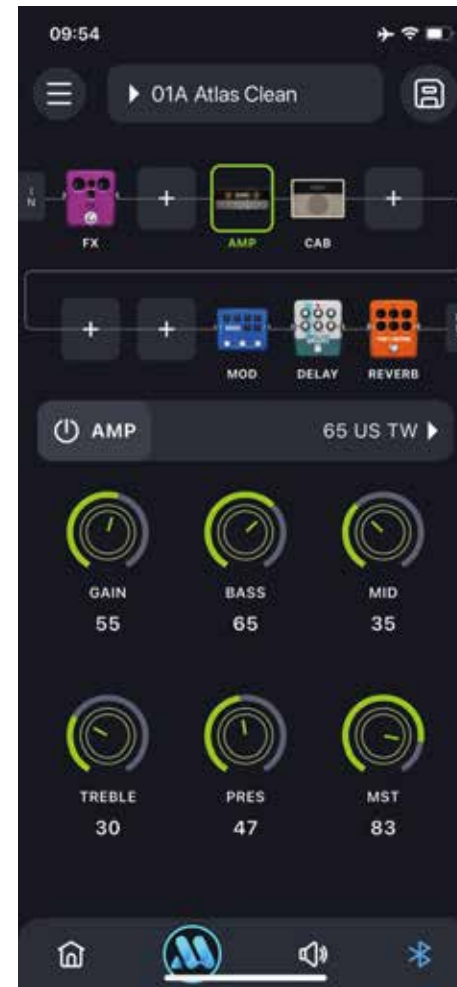 09:54
01A Atlas Clean
IN
FX
AMP
CAB
MOD
DELAY
REVERB
AMP
65 US TW
GAIN
BASS
MID
55
65
35
TREBLE
PRES
MST
30
47
83